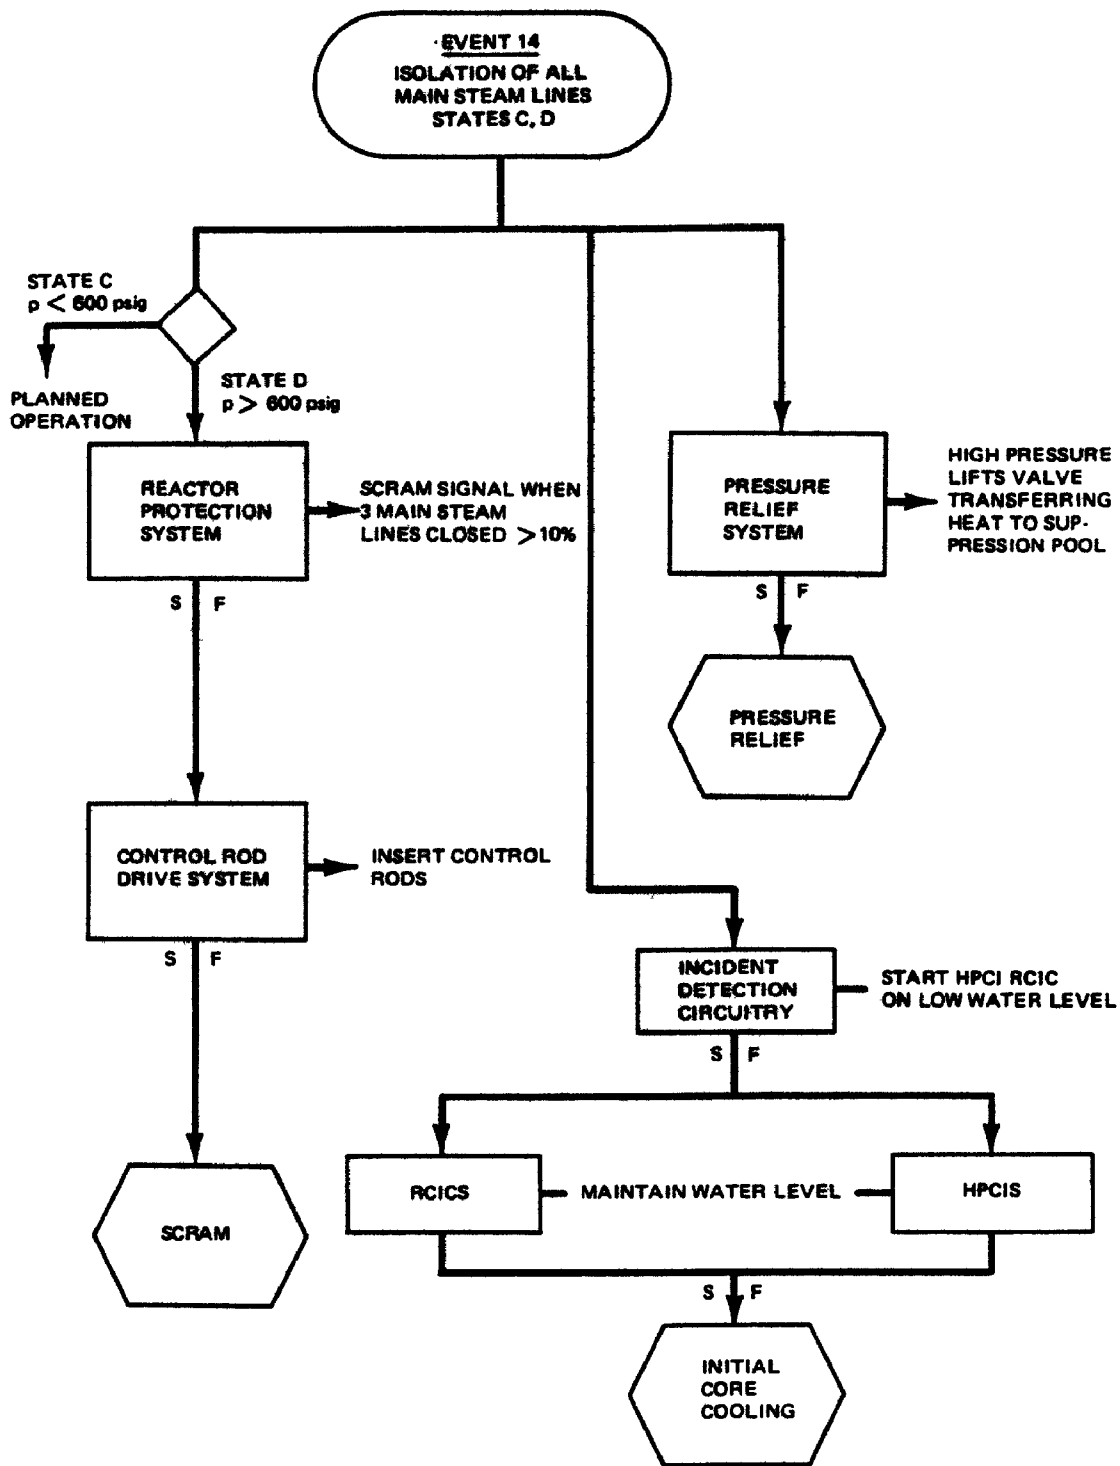 EVENT 14
ISOLATION OF ALL
MAIN STEAM LINES
STATES C, D
STATE C
p < 600 psig
PLANNED
OPERATION
STATE D
p > 600 psig
REACTOR
PROTECTION
SYSTEM
SCRAM SIGNAL WHEN
3 MAIN STEAM
LINES CLOSED >10%
S F
PRESSURE
RELIEF
SYSTEM
HIGH PRESSURE
LIFTS VALVE
TRANSFERRING
HEAT TO SUP-
PRESSION POOL
S F
PRESSURE
RELIEF
CONTROL ROD
DRIVE SYSTEM
INSERT CONTROL
RODS
S F
INCIDENT
DETECTION
CIRCUITRY
START HPCI RCIC
ON LOW WATER LEVEL
S F
RCICS
MAINTAIN WATER LEVEL
HPCIS
SCRAM
S F
INITIAL
CORE
COOLING